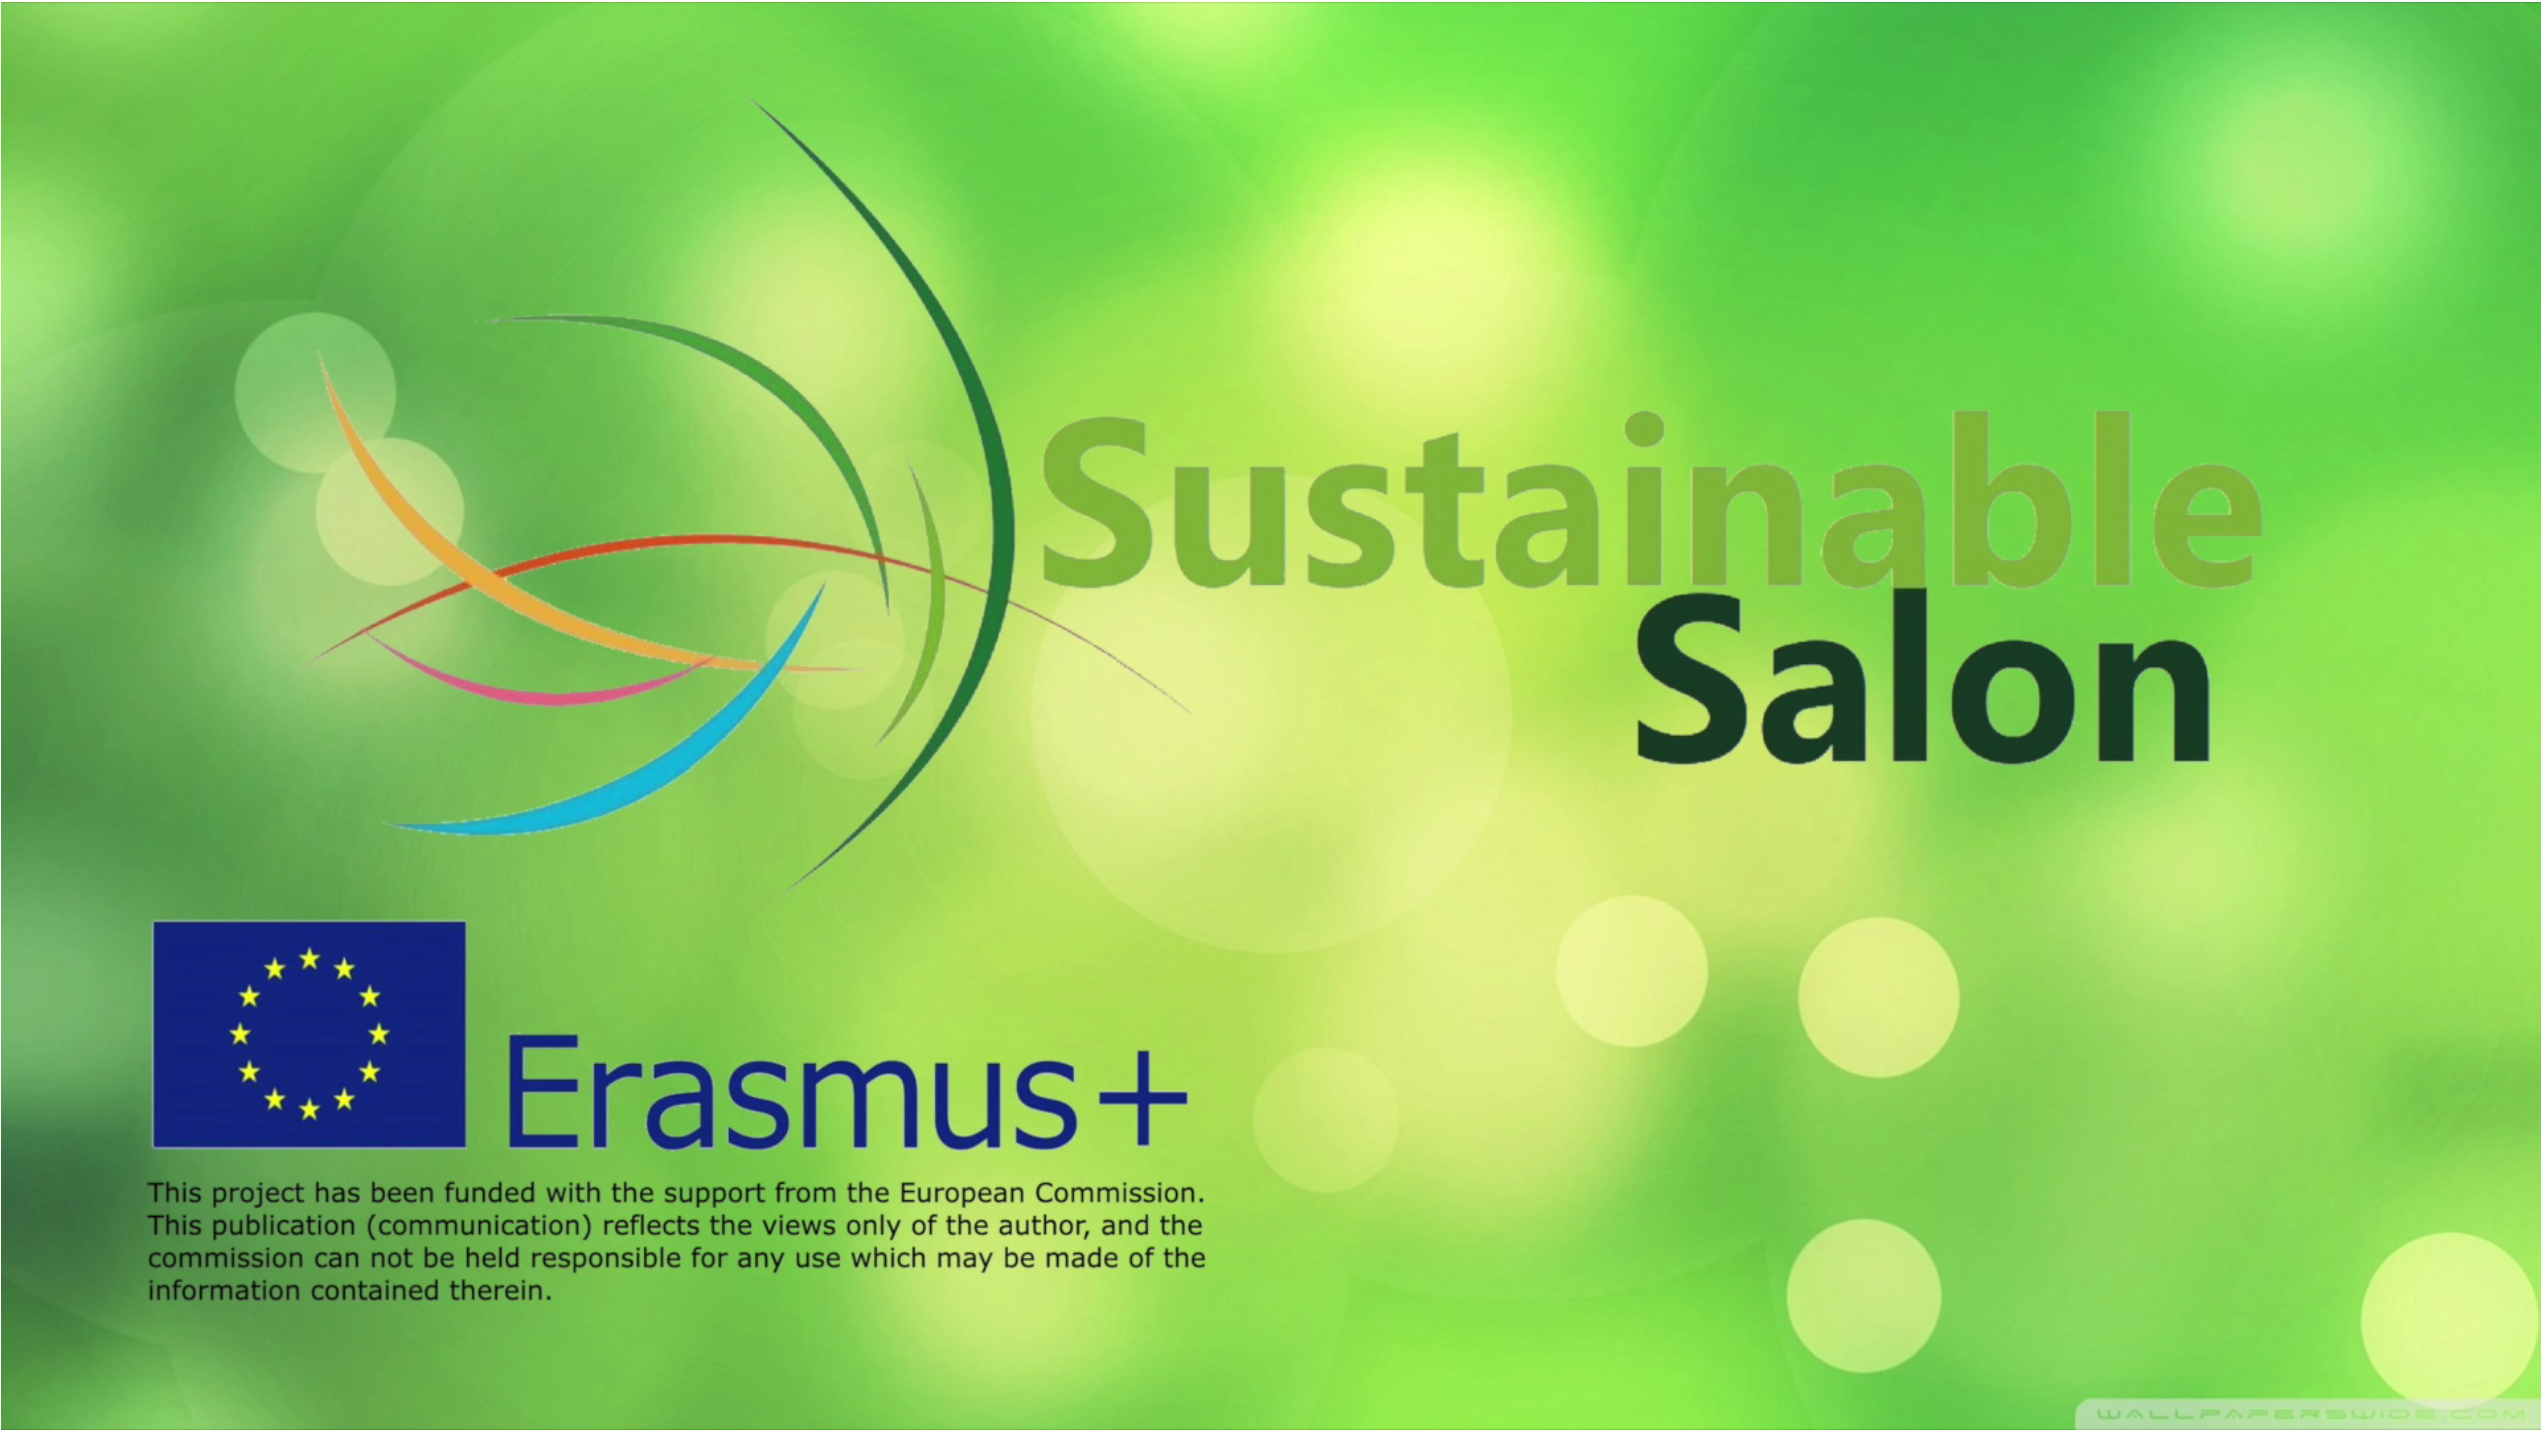 Sustainable
Salon
Erasmus+
This project has been funded with the support from the European Commission.
This publication (communication) reflects the views only of the author, and the
commission can not be held responsible for any use which may be made of the
information contained therein.
WALLPAPERSWIDE.COM